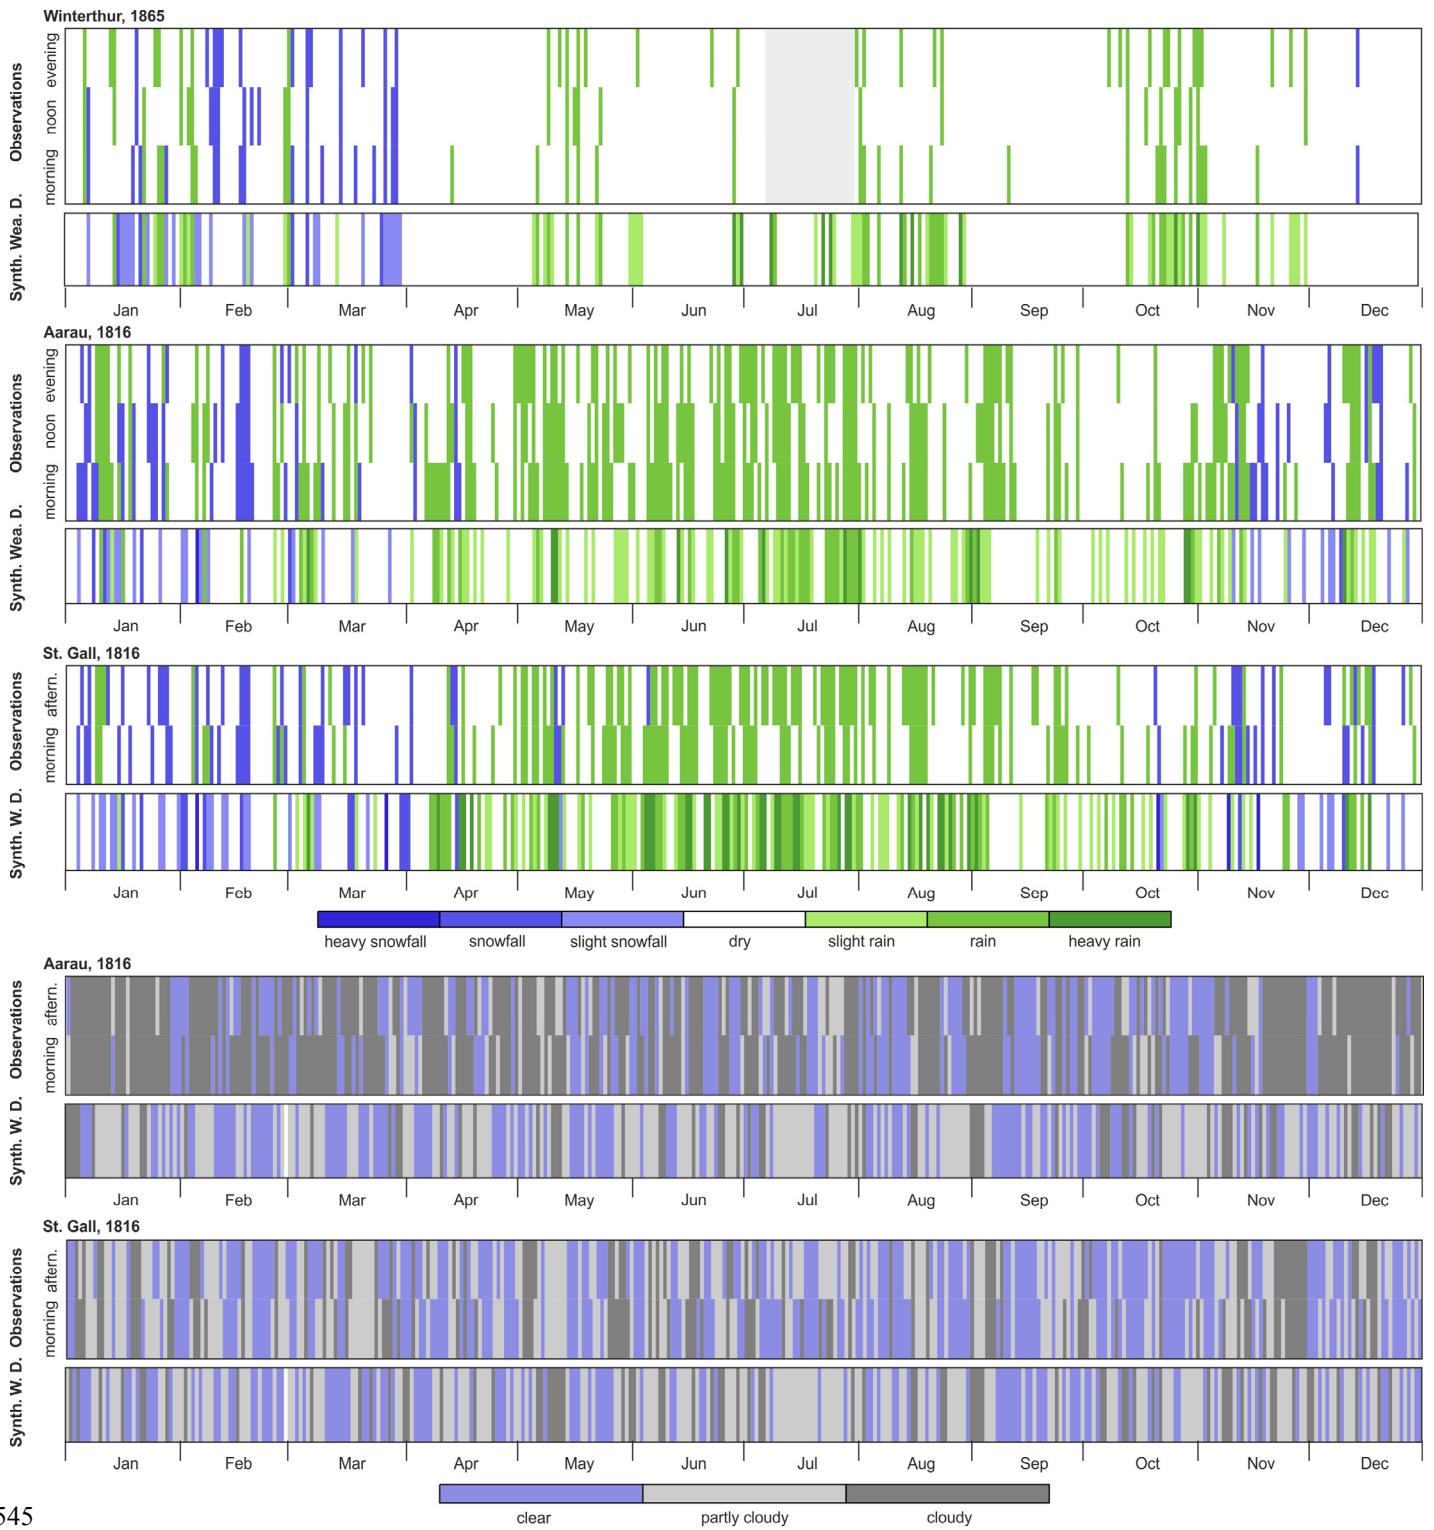 Winterthur, 1865
Observations
evening
noon
morning
Synth. Wea. D.
Jan Feb Mar Apr May Jun Jul Aug Sep Oct Nov Dec
Aarau, 1816
Observations
evening
noon
morning
Synth. Wea. D.
Jan Feb Mar Apr May Jun Jul Aug Sep Oct Nov Dec
St. Gall, 1816
Observations
aftern.
morning
Synth. W. D.
Jan Feb Mar Apr May Jun Jul Aug Sep Oct Nov Dec
heavy snowfall snowfall slight snowfall dry slight rain rain heavy rain
Aarau, 1816
Observations
aftern.
morning
Synth. W. D.
Jan Feb Mar Apr May Jun Jul Aug Sep Oct Nov Dec
St. Gall, 1816
Observations
aftern.
morning
Synth. W. D.
Jan Feb Mar Apr May Jun Jul Aug Sep Oct Nov Dec
clear partly cloudy cloudy
545